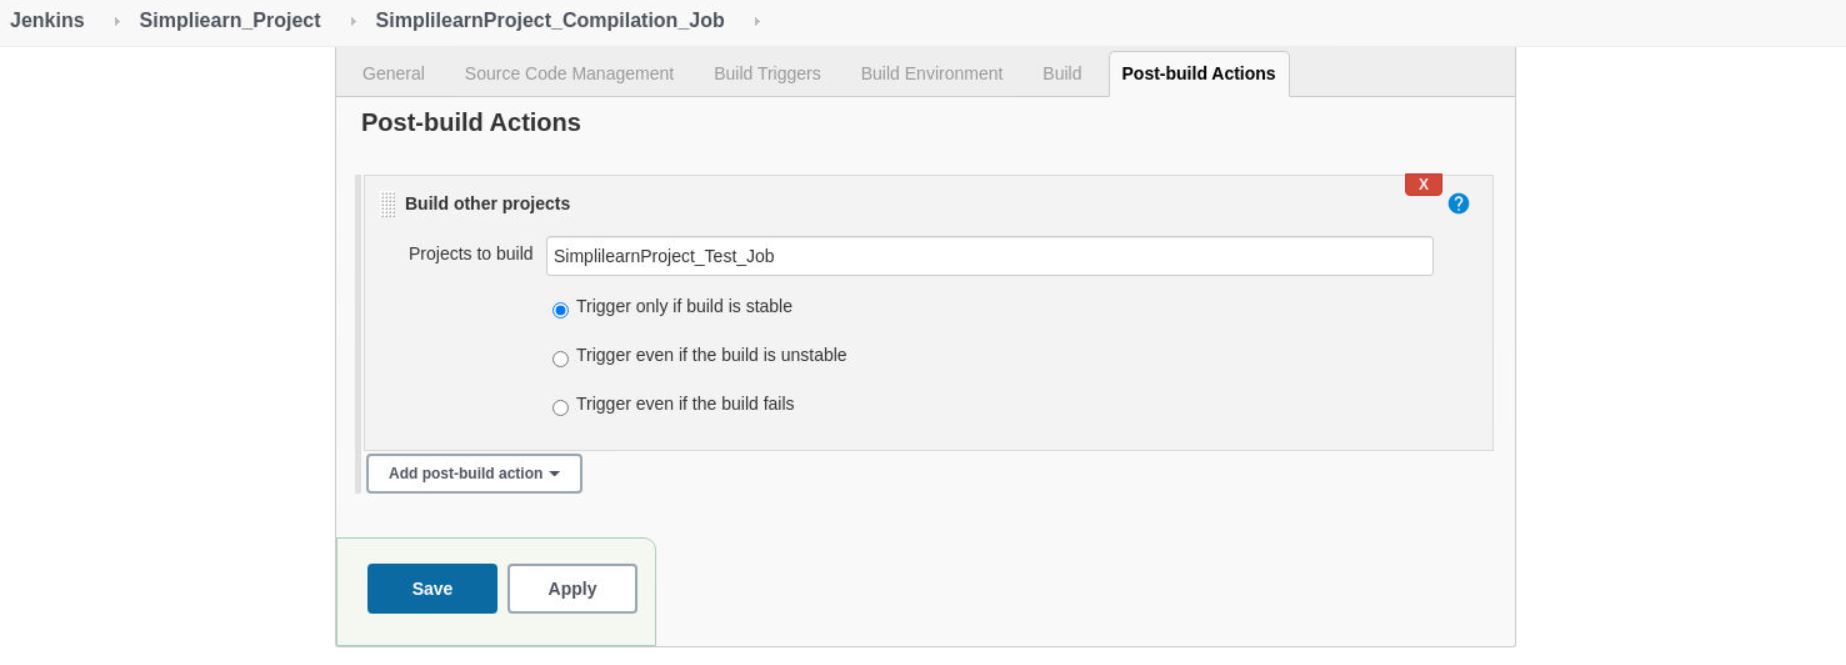 Jenkins Simpliearn_Project SimplilearnProject_Compilation_Job
General Source Code Management Build Triggers Build Environment Build Post-build Actions
Post-build Actions
X
Build other projects ?
Projects to build SimplilearnProject_Test_Job
Trigger only if build is stable
Trigger even if the build is unstable
Trigger even if the build fails
Add post-build action
Save Apply